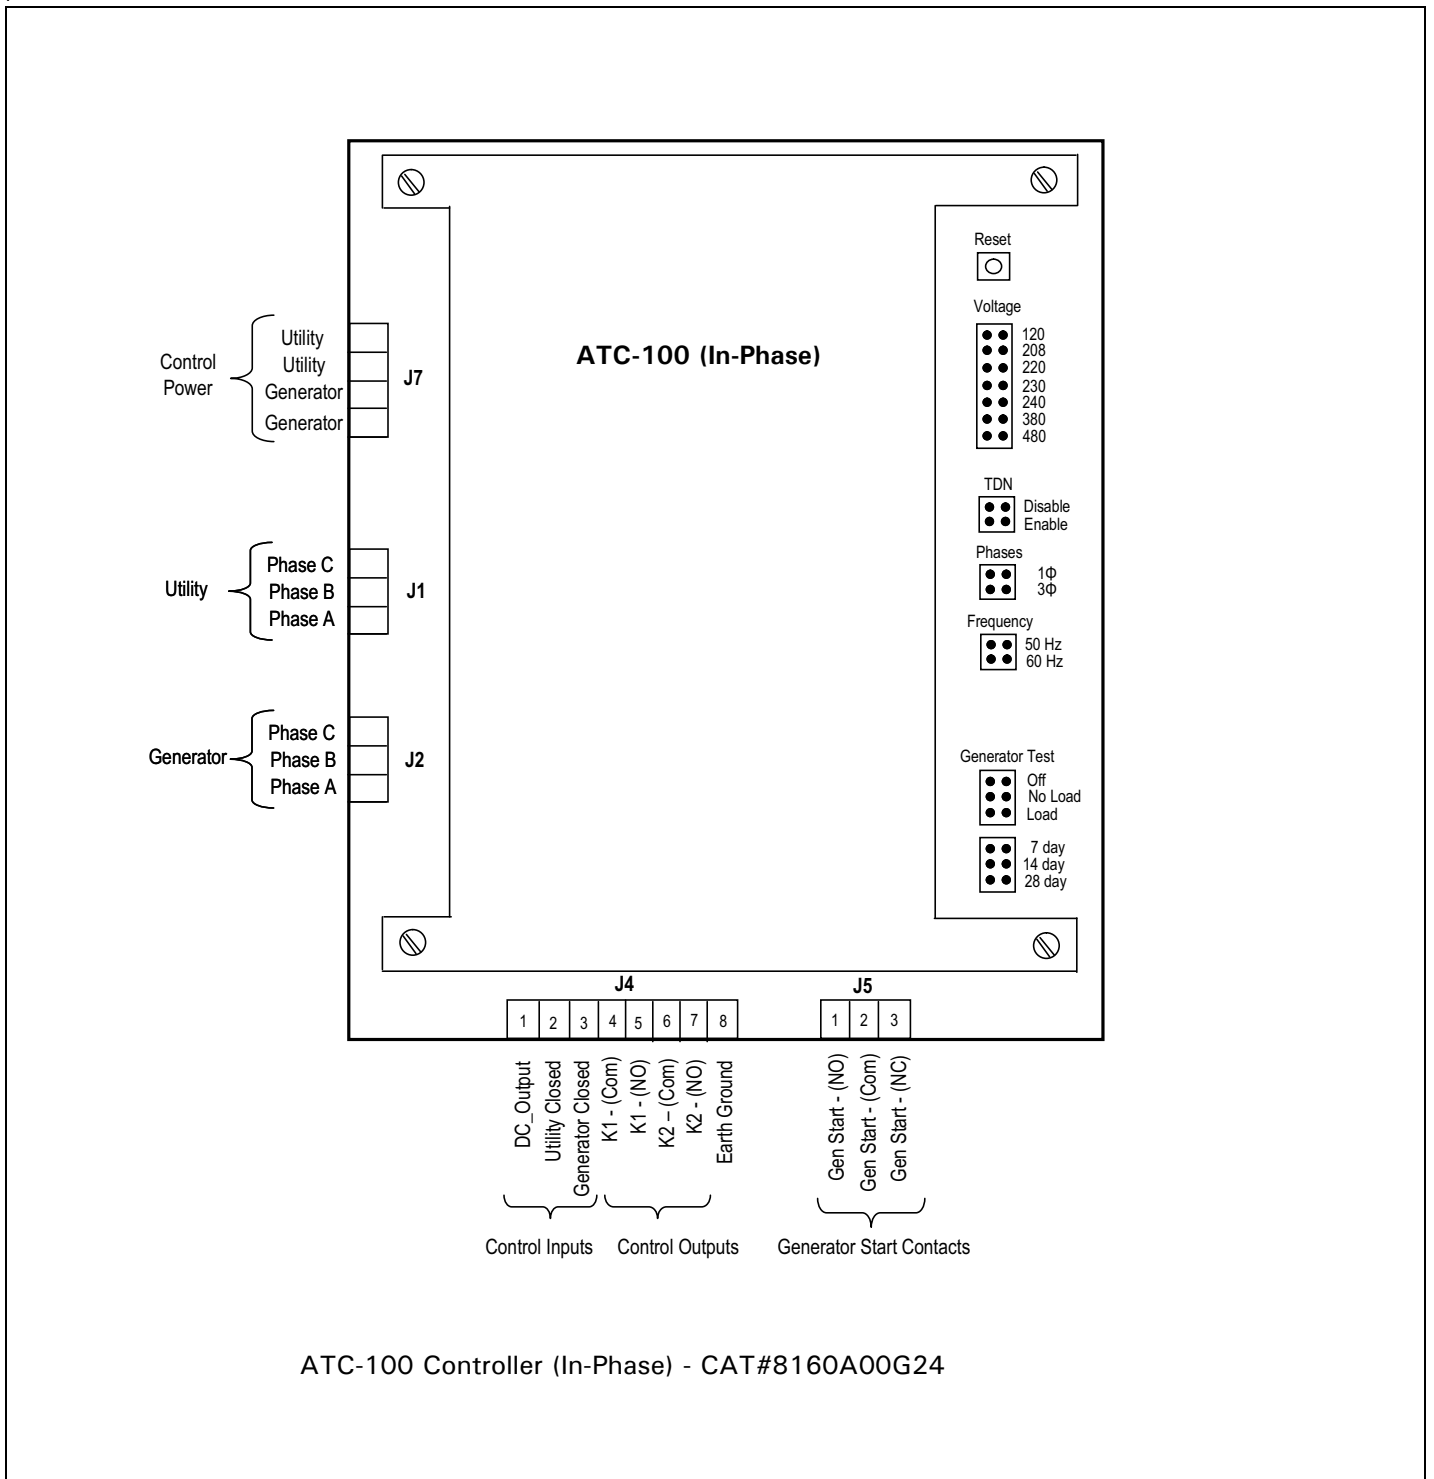 ATC-100 (In-Phase)
Control
Power
Utility
Utility
Generator
Generator
J7
Utility
Phase C
Phase B
Phase A
J1
Generator
Phase C
Phase B
Phase A
J2
Reset
Voltage
120
208
220
230
240
380
480
TDN
Disable
Enable
Phases
1Φ
3Φ
Frequency
50 Hz
60 Hz
Generator Test
Off
No Load
Load
7 day
14 day
28 day
J4
1 2 3 4 5 6 7 8
DC_Output
Utility Closed
Generator Closed
K1 - (Com)
K1 - (NO)
K2 – (Com)
K2 - (NO)
Earth Ground
Control Inputs
Control Outputs
J5
1 2 3
Gen Start - (NO)
Gen Start - (Com)
Gen Start - (NC)
Generator Start Contacts
ATC-100 Controller (In-Phase) - CAT#8160A00G24